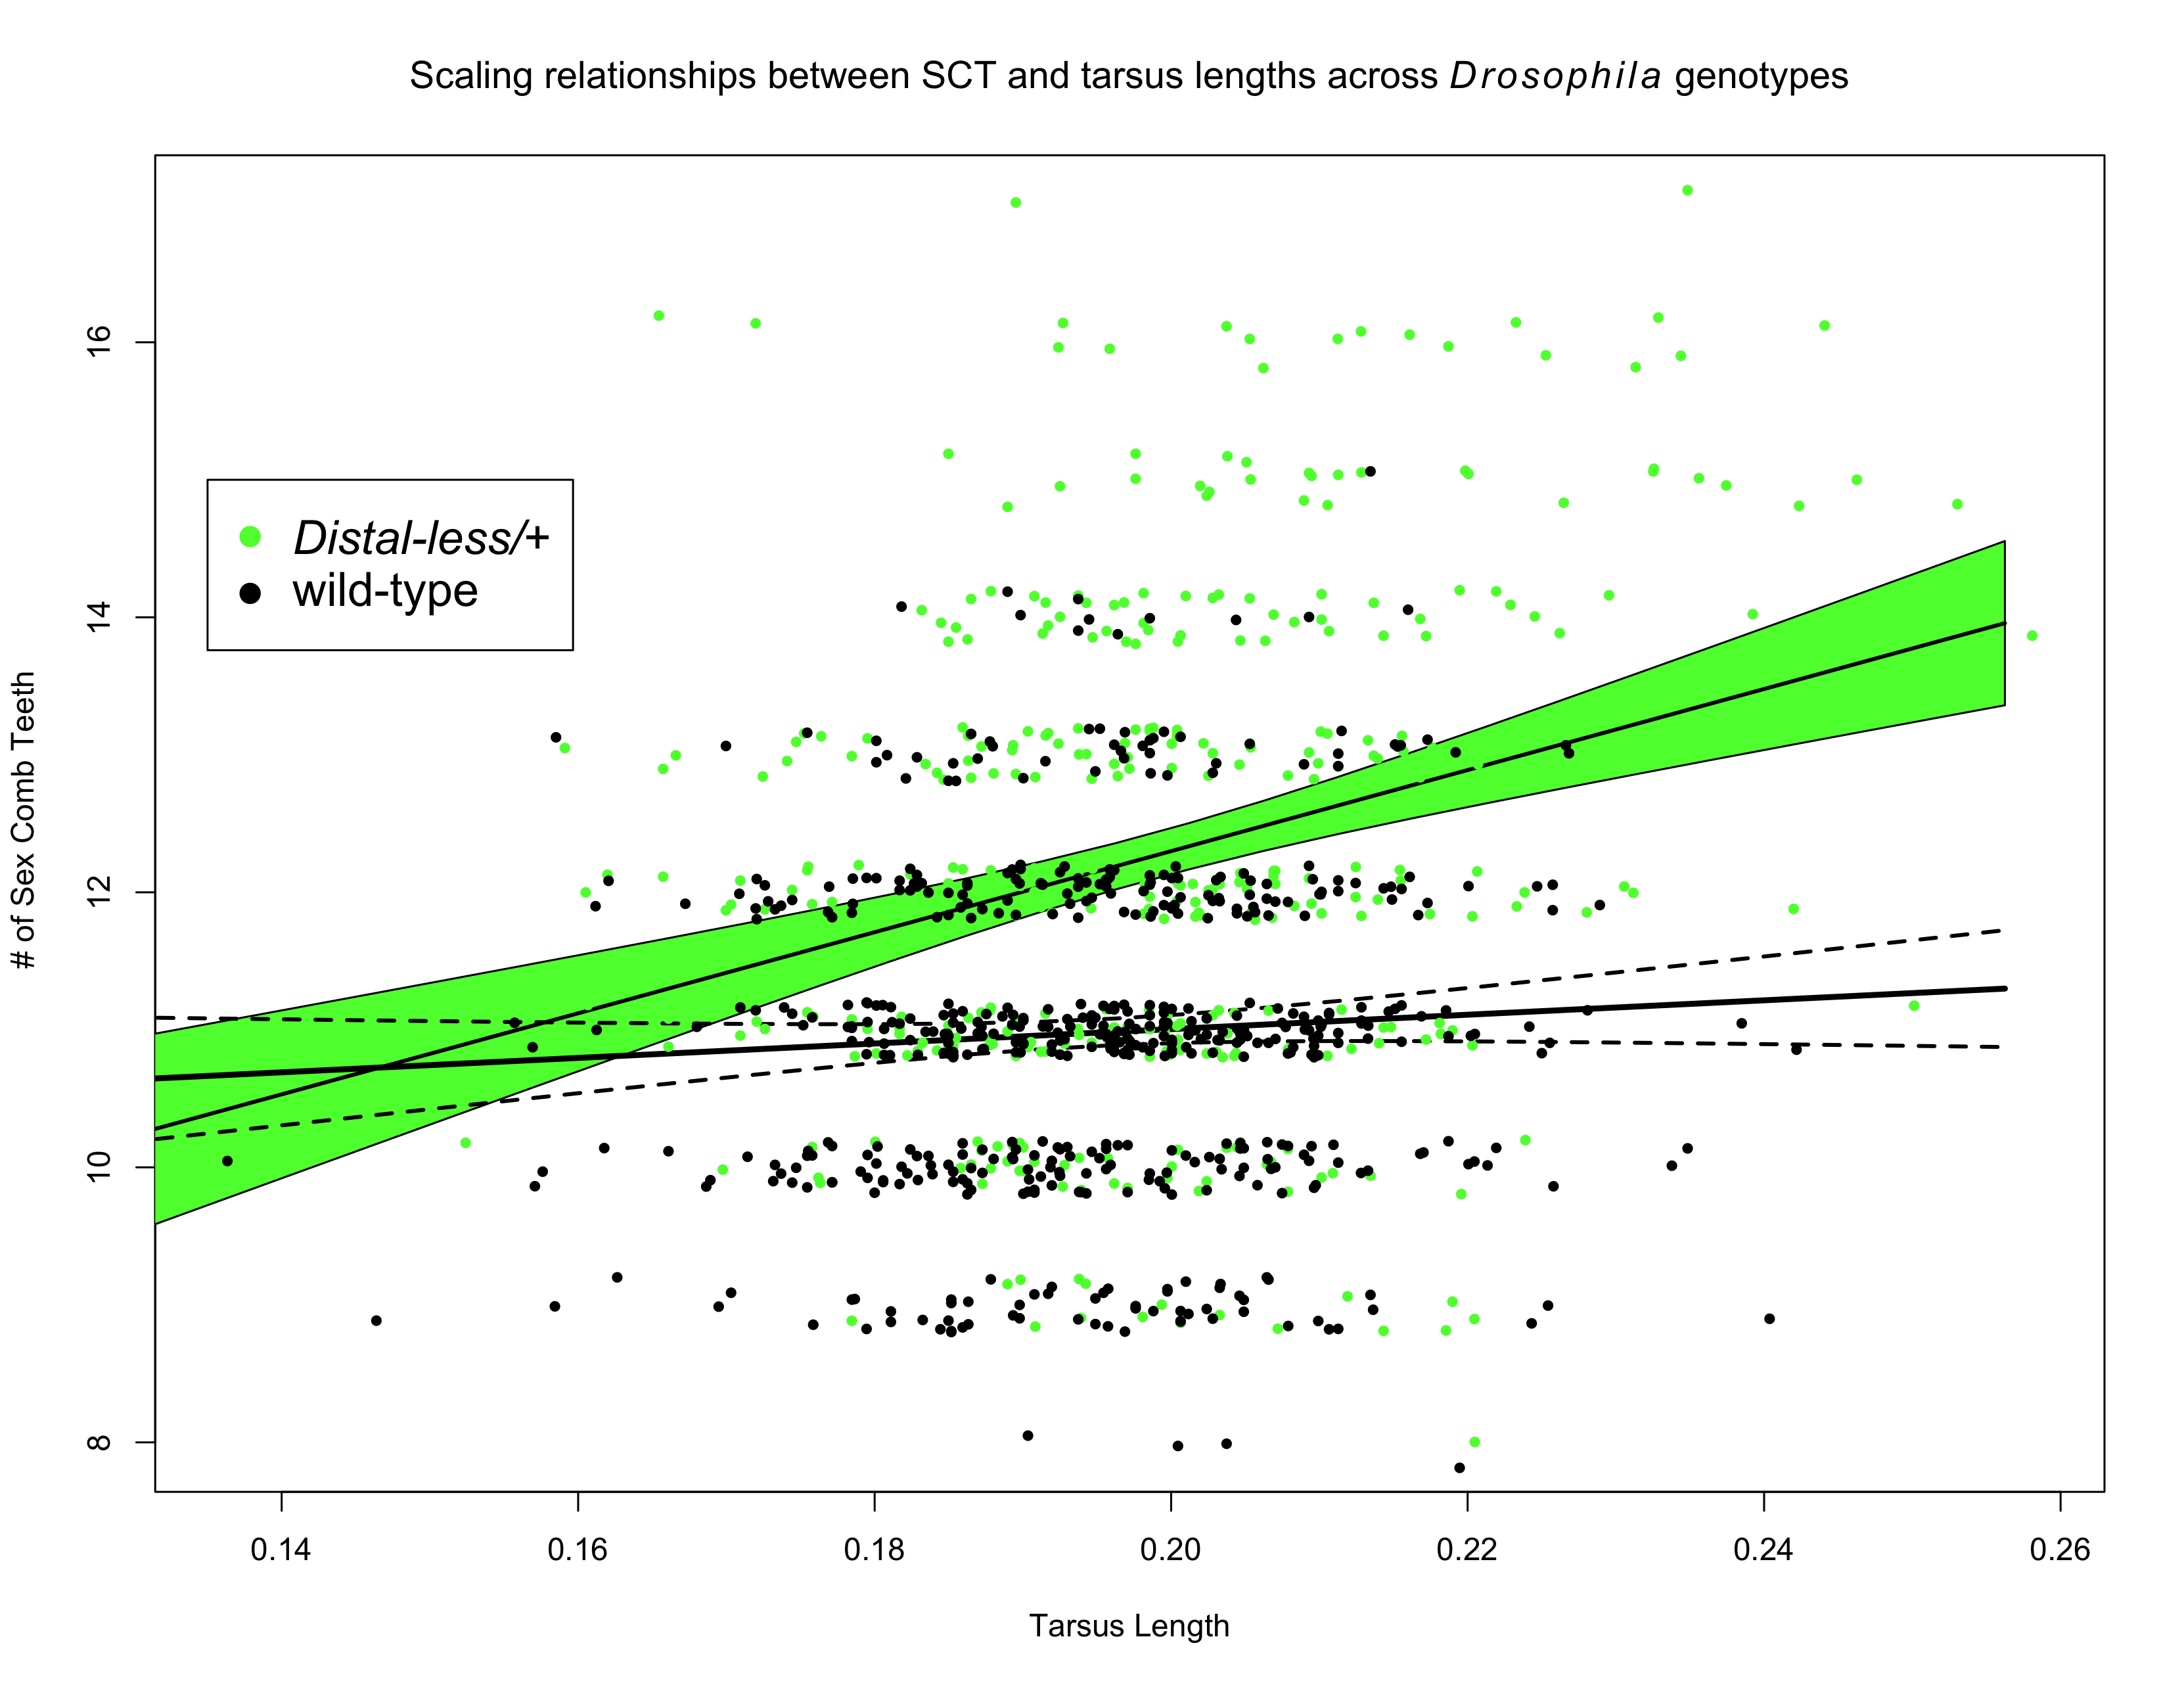 Scaling relationships between SCT and tarsus lengths across Drosophila genotypes
# of Sex Comb Teeth
16
14
12
10
8
Distal-less/+
wild-type
0.14 0.16 0.18 0.20 0.22 0.24 0.26
Tarsus Length